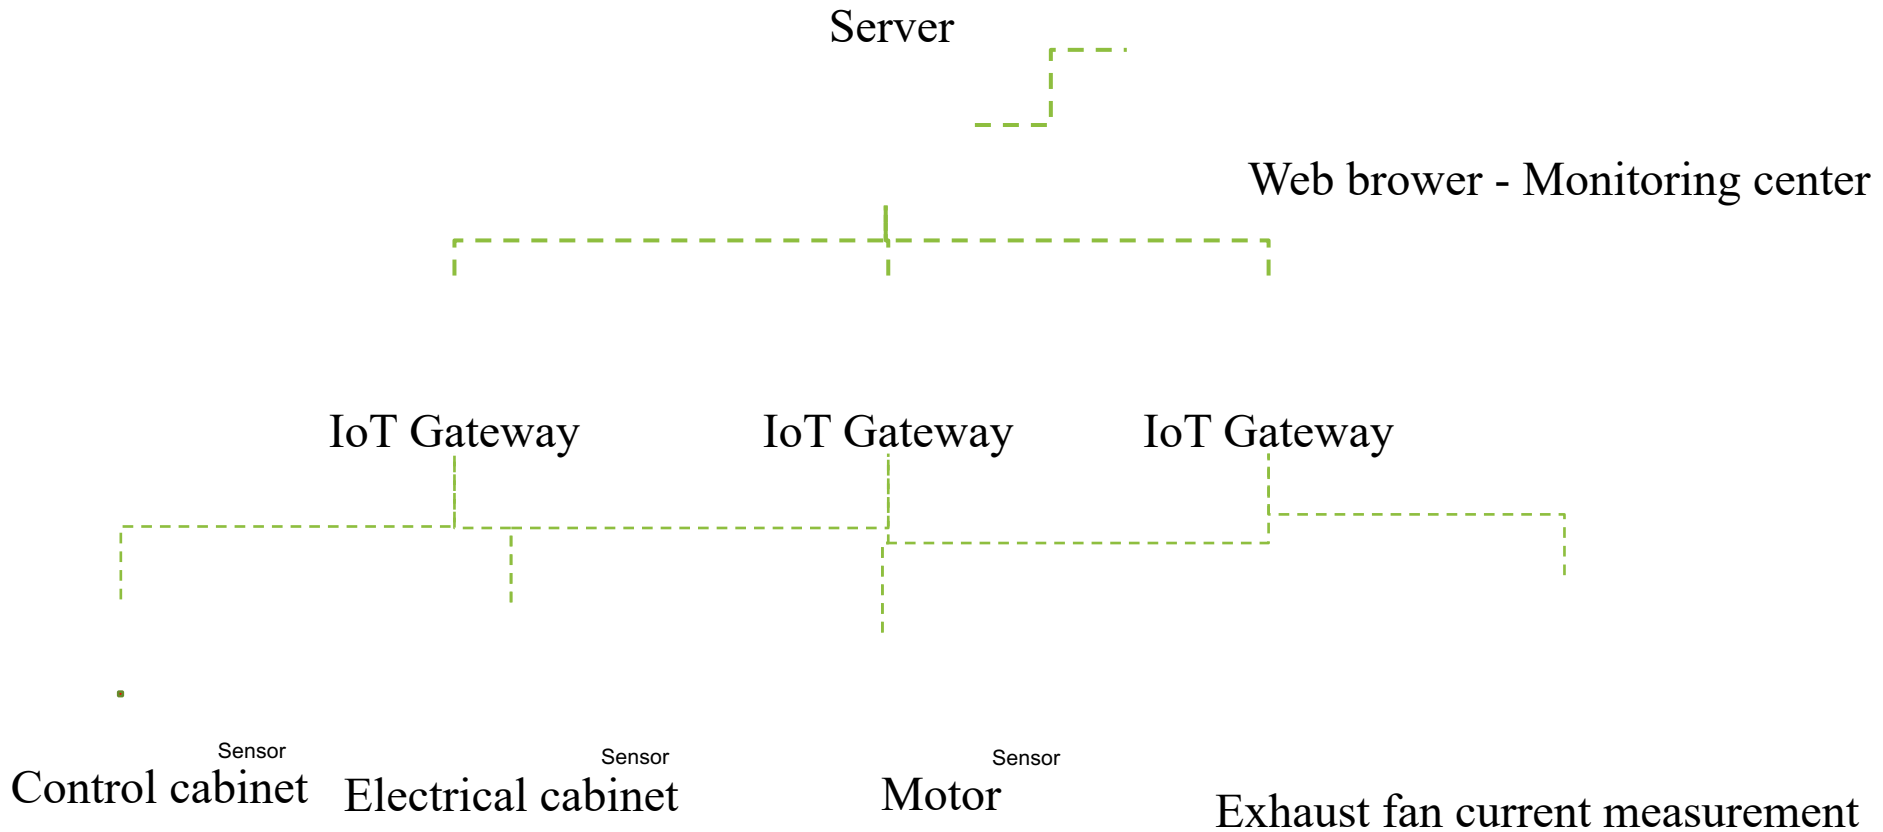 Server
Web brower - Monitoring center
IoT Gateway
IoT Gateway
IoT Gateway
Sensor
Control cabinet
Sensor
Electrical cabinet
Sensor
Motor
Exhaust fan current measurement